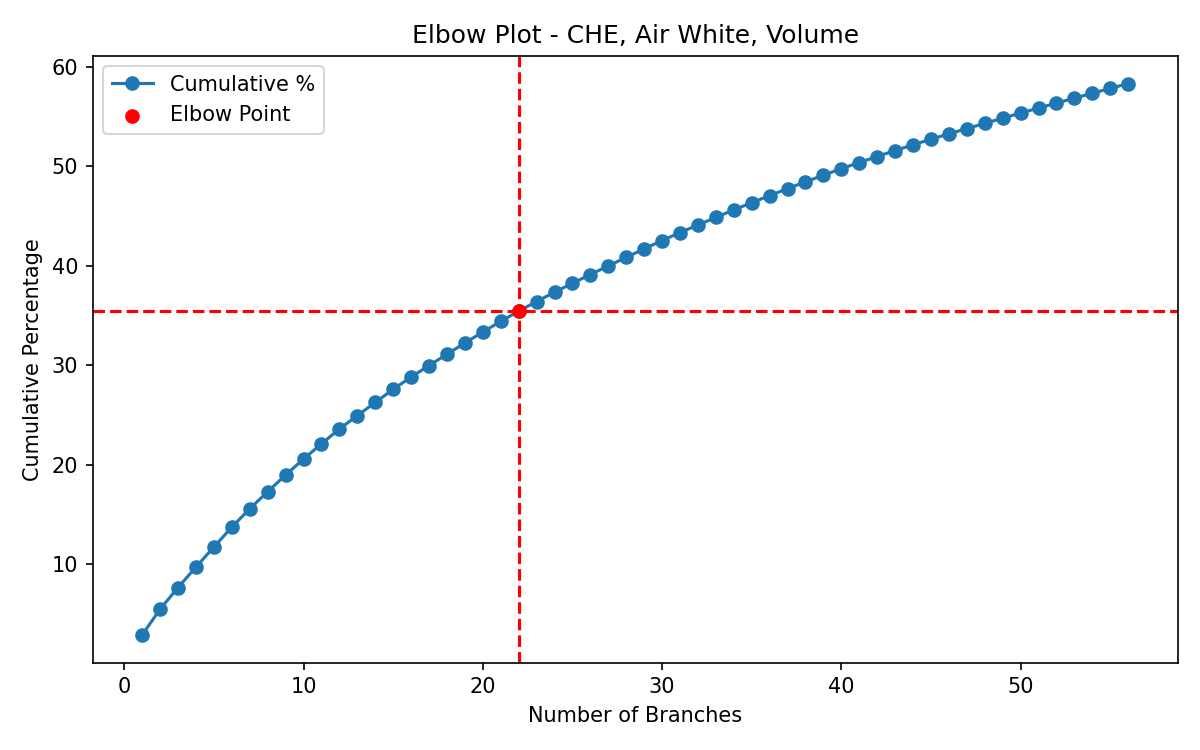 Elbow Plot - CHE, Air White, Volume
Cumulative %
Elbow Point
Cumulative Percentage
60
50
40
30
20
10
0 10 20 30 40 50
Number of Branches